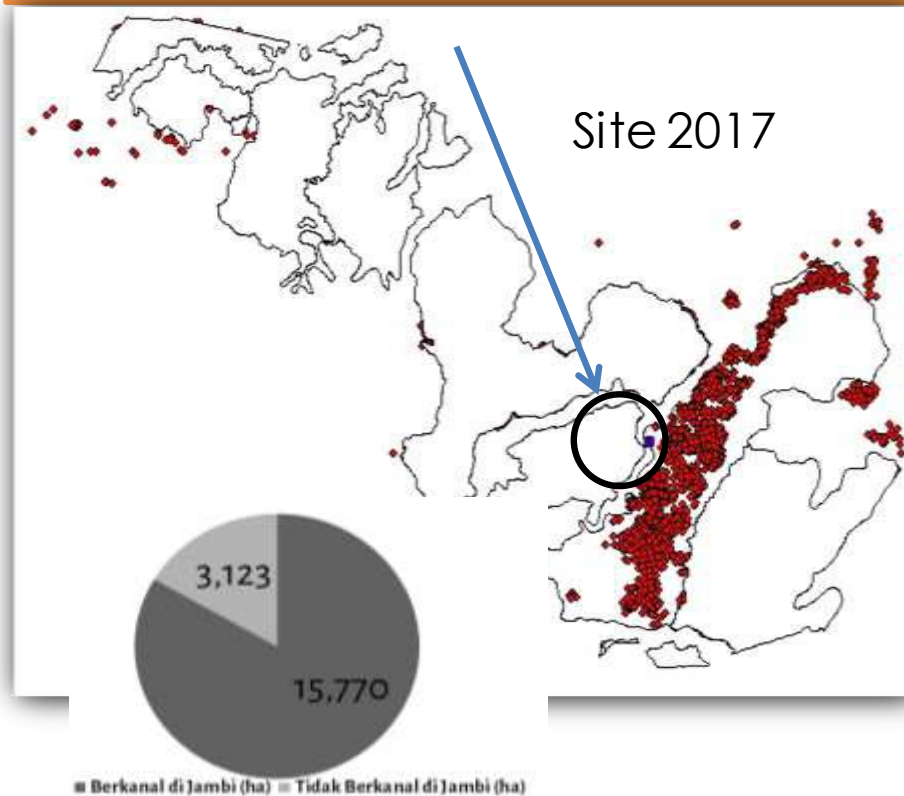 Site 2017
3,123
15,770
Berkanal di Jambi (ha) Tidak Berkanal di Jambi (ha)